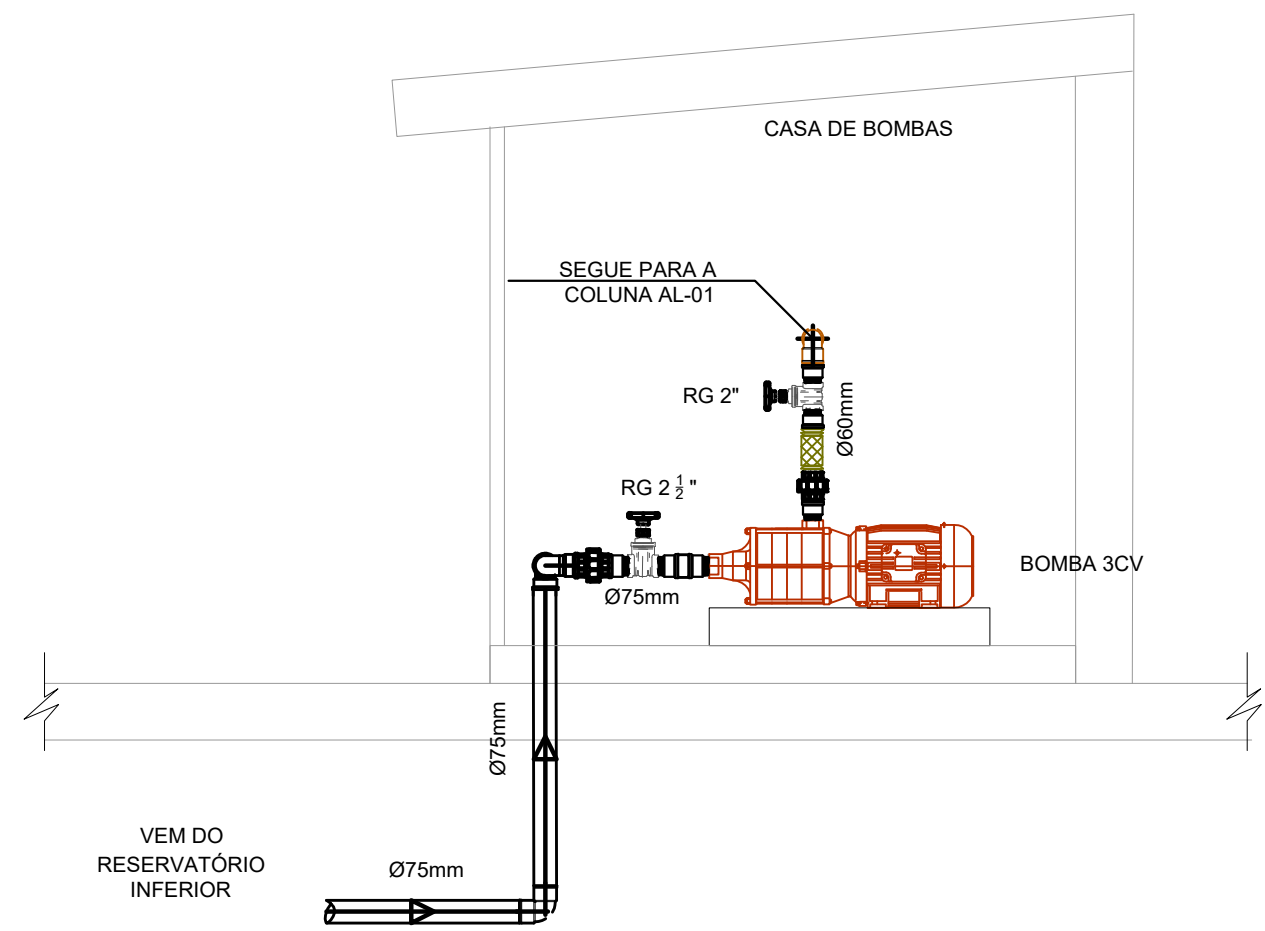 CASA DE BOMBAS
SEGUE PARA A
COLUNA AL-01
RG 2"
Ø60mm
RG 2 1/2 "
BOMBA 3CV
Ø75mm
Ø75mm
VEM DO
RESERVATÓRIO
INFERIOR
Ø75mm